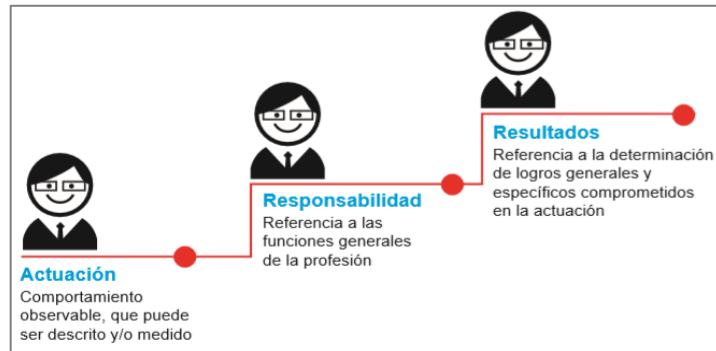 Actuación
Comportamiento
observable, que puede
ser descrito y/o medido
Responsabilidad
Referencia a las
funciones generales
de la profesión
Resultados
Referencia a la determinación
de logros generales y
específicos comprometidos
en la actuación